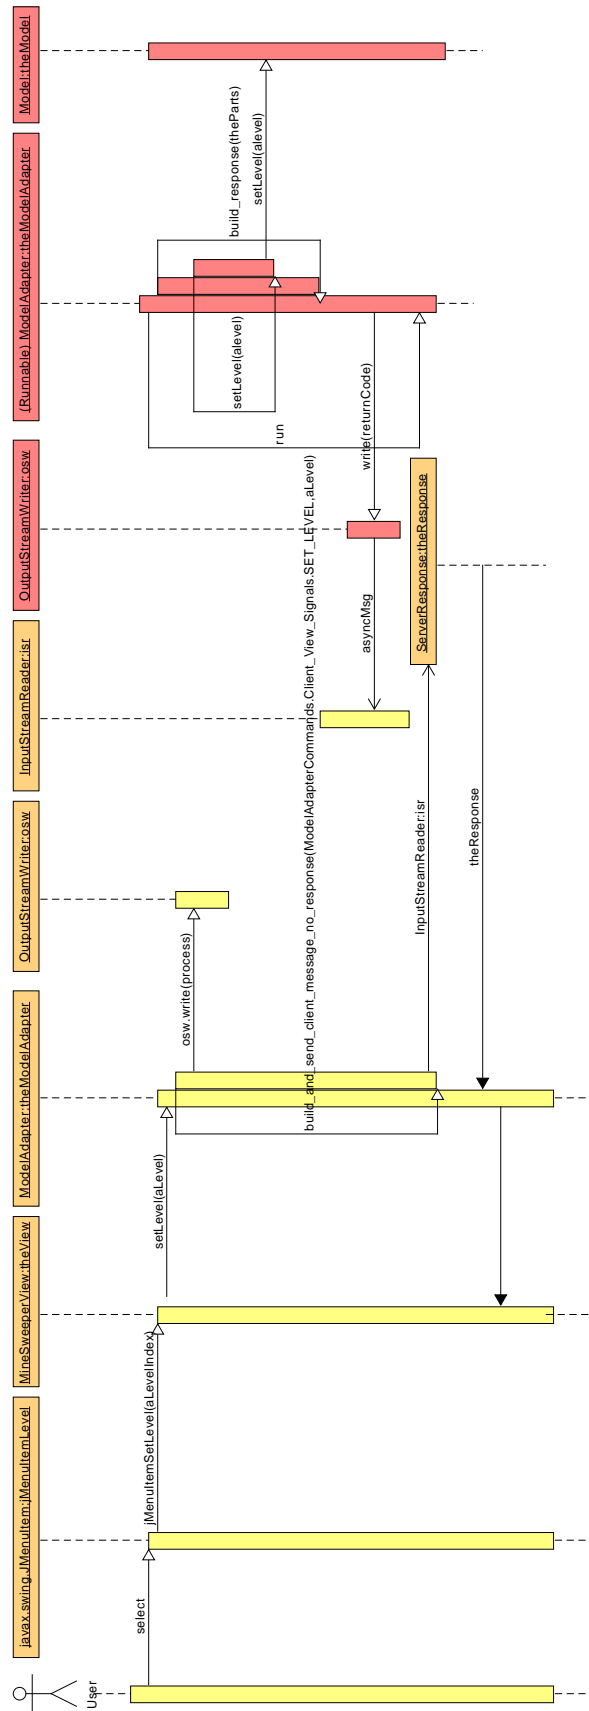 User
javax.swing.JMenuItem:jMenuItemLevel
MineSweeperView:theView
ModelAdapter:theModelAdapter
OutputStreamWriter:osw
InputStreamReader:isr
OutputStreamWriter:osw
(Runnable) ModelAdapter:theModelAdapter
Model:theModel
select
jMenuItemSetLevel(aLevelIndex)
setLevel(aLevel)
osw.write(process)
build_and_send_client_message_no_response(ModelAdapterCommands.Client_View_Signals.SET_LEVEL,aLevel)
run
setLevel(alevel)
build_response(theParts)
setLevel(alevel)
write(returnCode)
asyncMsg
InputStreamReader:isr
ServerResponse:theResponse
theResponse